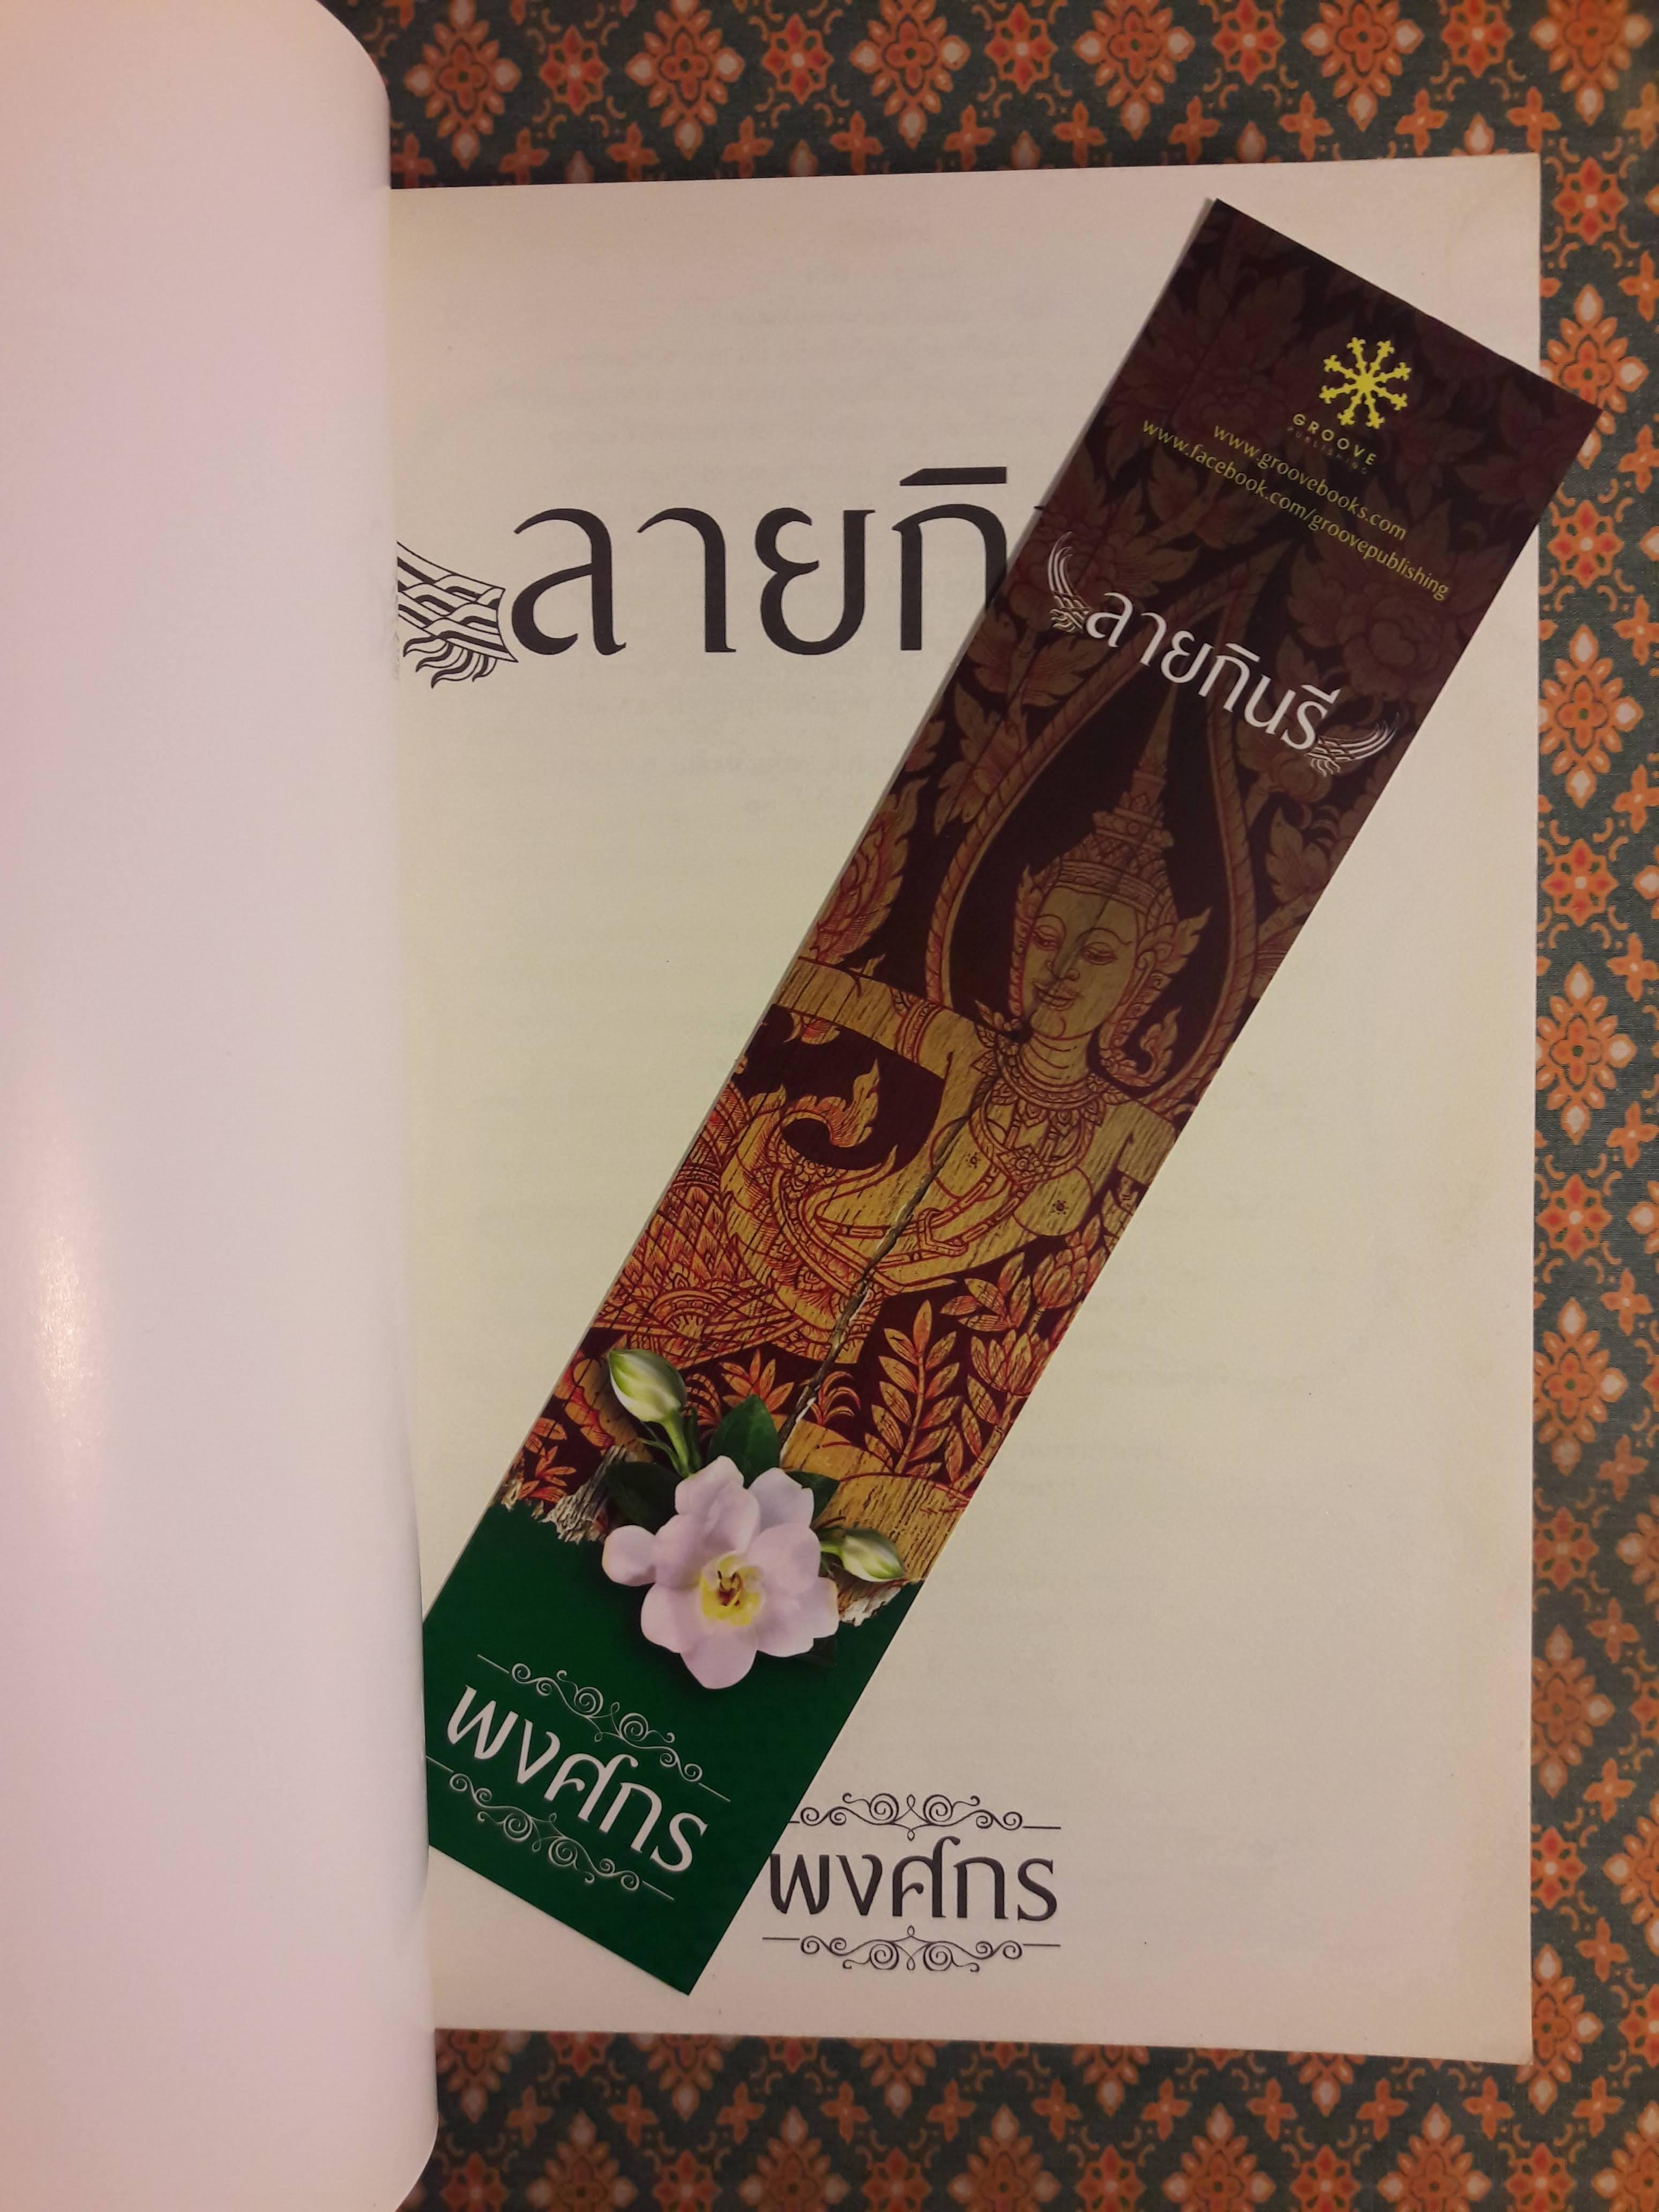 ลายกิ
GROOVE
PUBLISHING
www.groovebooks.com
www.facebook.com/groovepublishing
ลายกินรี
พงศกร
พงศกร